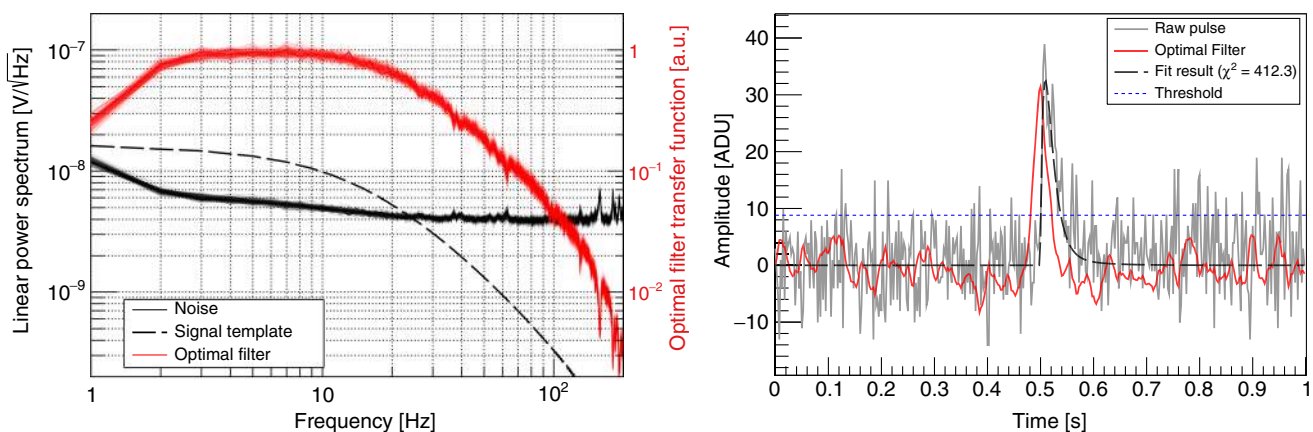 Linear power spectrum [V/√Hz]
10⁻⁷
10⁻⁸
10⁻⁹
1
10
10²
Frequency [Hz]
Noise
Signal template
Optimal filter
1
10⁻¹
10⁻²
Optimal filter transfer function [a.u.]
Amplitude [ADU]
40
30
20
10
0
−10
0
0.1
0.2
0.3
0.4
0.5
0.6
0.7
0.8
0.9
1
Time [s]
Raw pulse
Optimal Filter
Fit result (χ² = 412.3)
Threshold